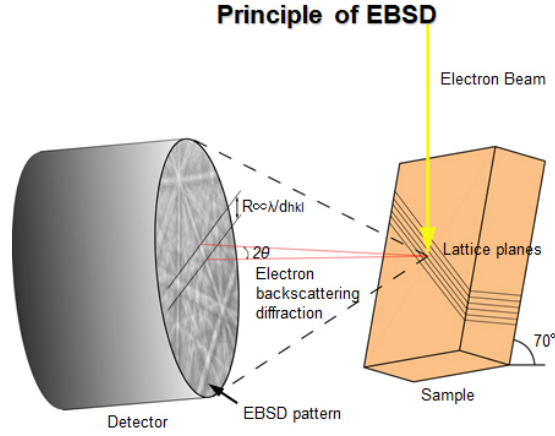 Principle of EBSD
Electron Beam
R∞λ/dhkl
2θ
Lattice planes
Electron
backscattering
diffraction
70°
EBSD pattern
Sample
Detector